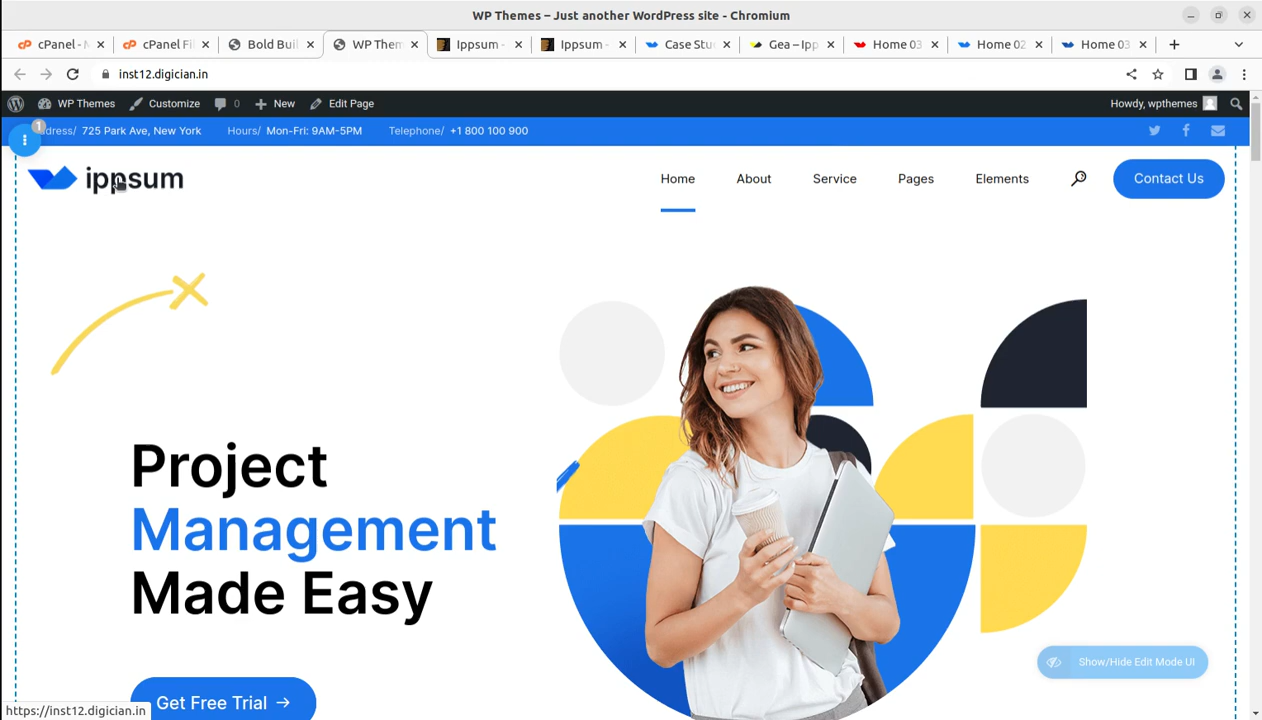 WP Themes – Just another WordPress site - Chromium
cPanel - M
cPanel Fi
Bold Buil
WP Them
Ippsum -
Ippsum -
Case Stu
Gea – Ipp
Home 03
Home 02
Home 03
inst12.digician.in
WP Themes
Customize
0
New
Edit Page
Howdy, wpthemes
1
dress/ 725 Park Ave, New York
Hours/ Mon-Fri: 9AM-5PM
Telephone/ +1 800 100 900
ippsum
Home
About
Service
Pages
Elements
Contact Us
Project
Management
Made Easy
Show/Hide Edit Mode UI
Get Free Trial →
https://inst12.digician.in